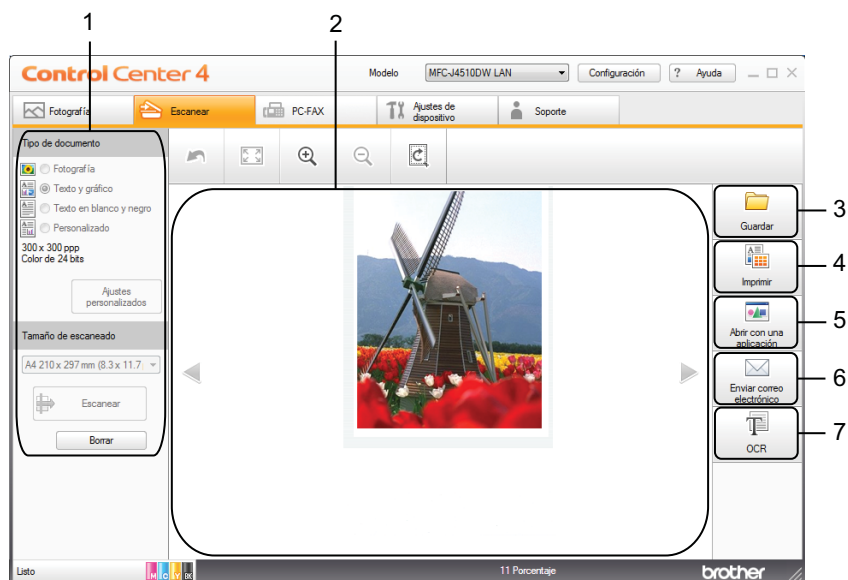 1
2
Control Center 4
Modelo
MFC-J4510DW LAN
Configuración
? Ayuda
Fotografía
Escanear
PC-FAX
Ajustes de
dispositivo
Soporte
Tipo de documento
Fotografía
Texto y gráfico
Texto en blanco y negro
Personalizado
300 x 300 ppp
Color de 24 bits
Ajustes
personalizados
Tamaño de escaneado
A4 210 x 297 mm (8.3 x 11.7
Escanear
Borrar
Guardar
3
Imprimir
4
Abrir con una
aplicación
5
Enviar correo
electrónico
6
OCR
7
Listo
M C Y BK
11 Porcentaje
brother